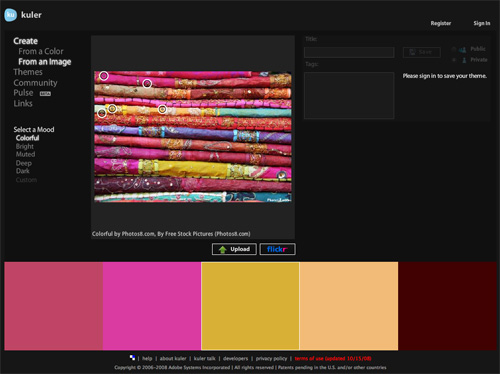 ku kuler
Register Sign In
Create
From a Color
From an Image
Themes
Community
Pulse BETA
Links
Select a Mood
Colorful
Bright
Muted
Deep
Dark
Custom
Title:
Save
Public
Private
Tags:
Please sign in to save your theme.
Colorful by Photos8.com, By Free Stock Pictures (Photos8.com)
Upload flickr
| help | about kuler | kuler talk | developers | privacy policy | terms of use (updated 10/15/08)
Copyright © 2006-2008 Adobe Systems Incorporated | All rights reserved | Patents pending in the U.S. and/or other countries